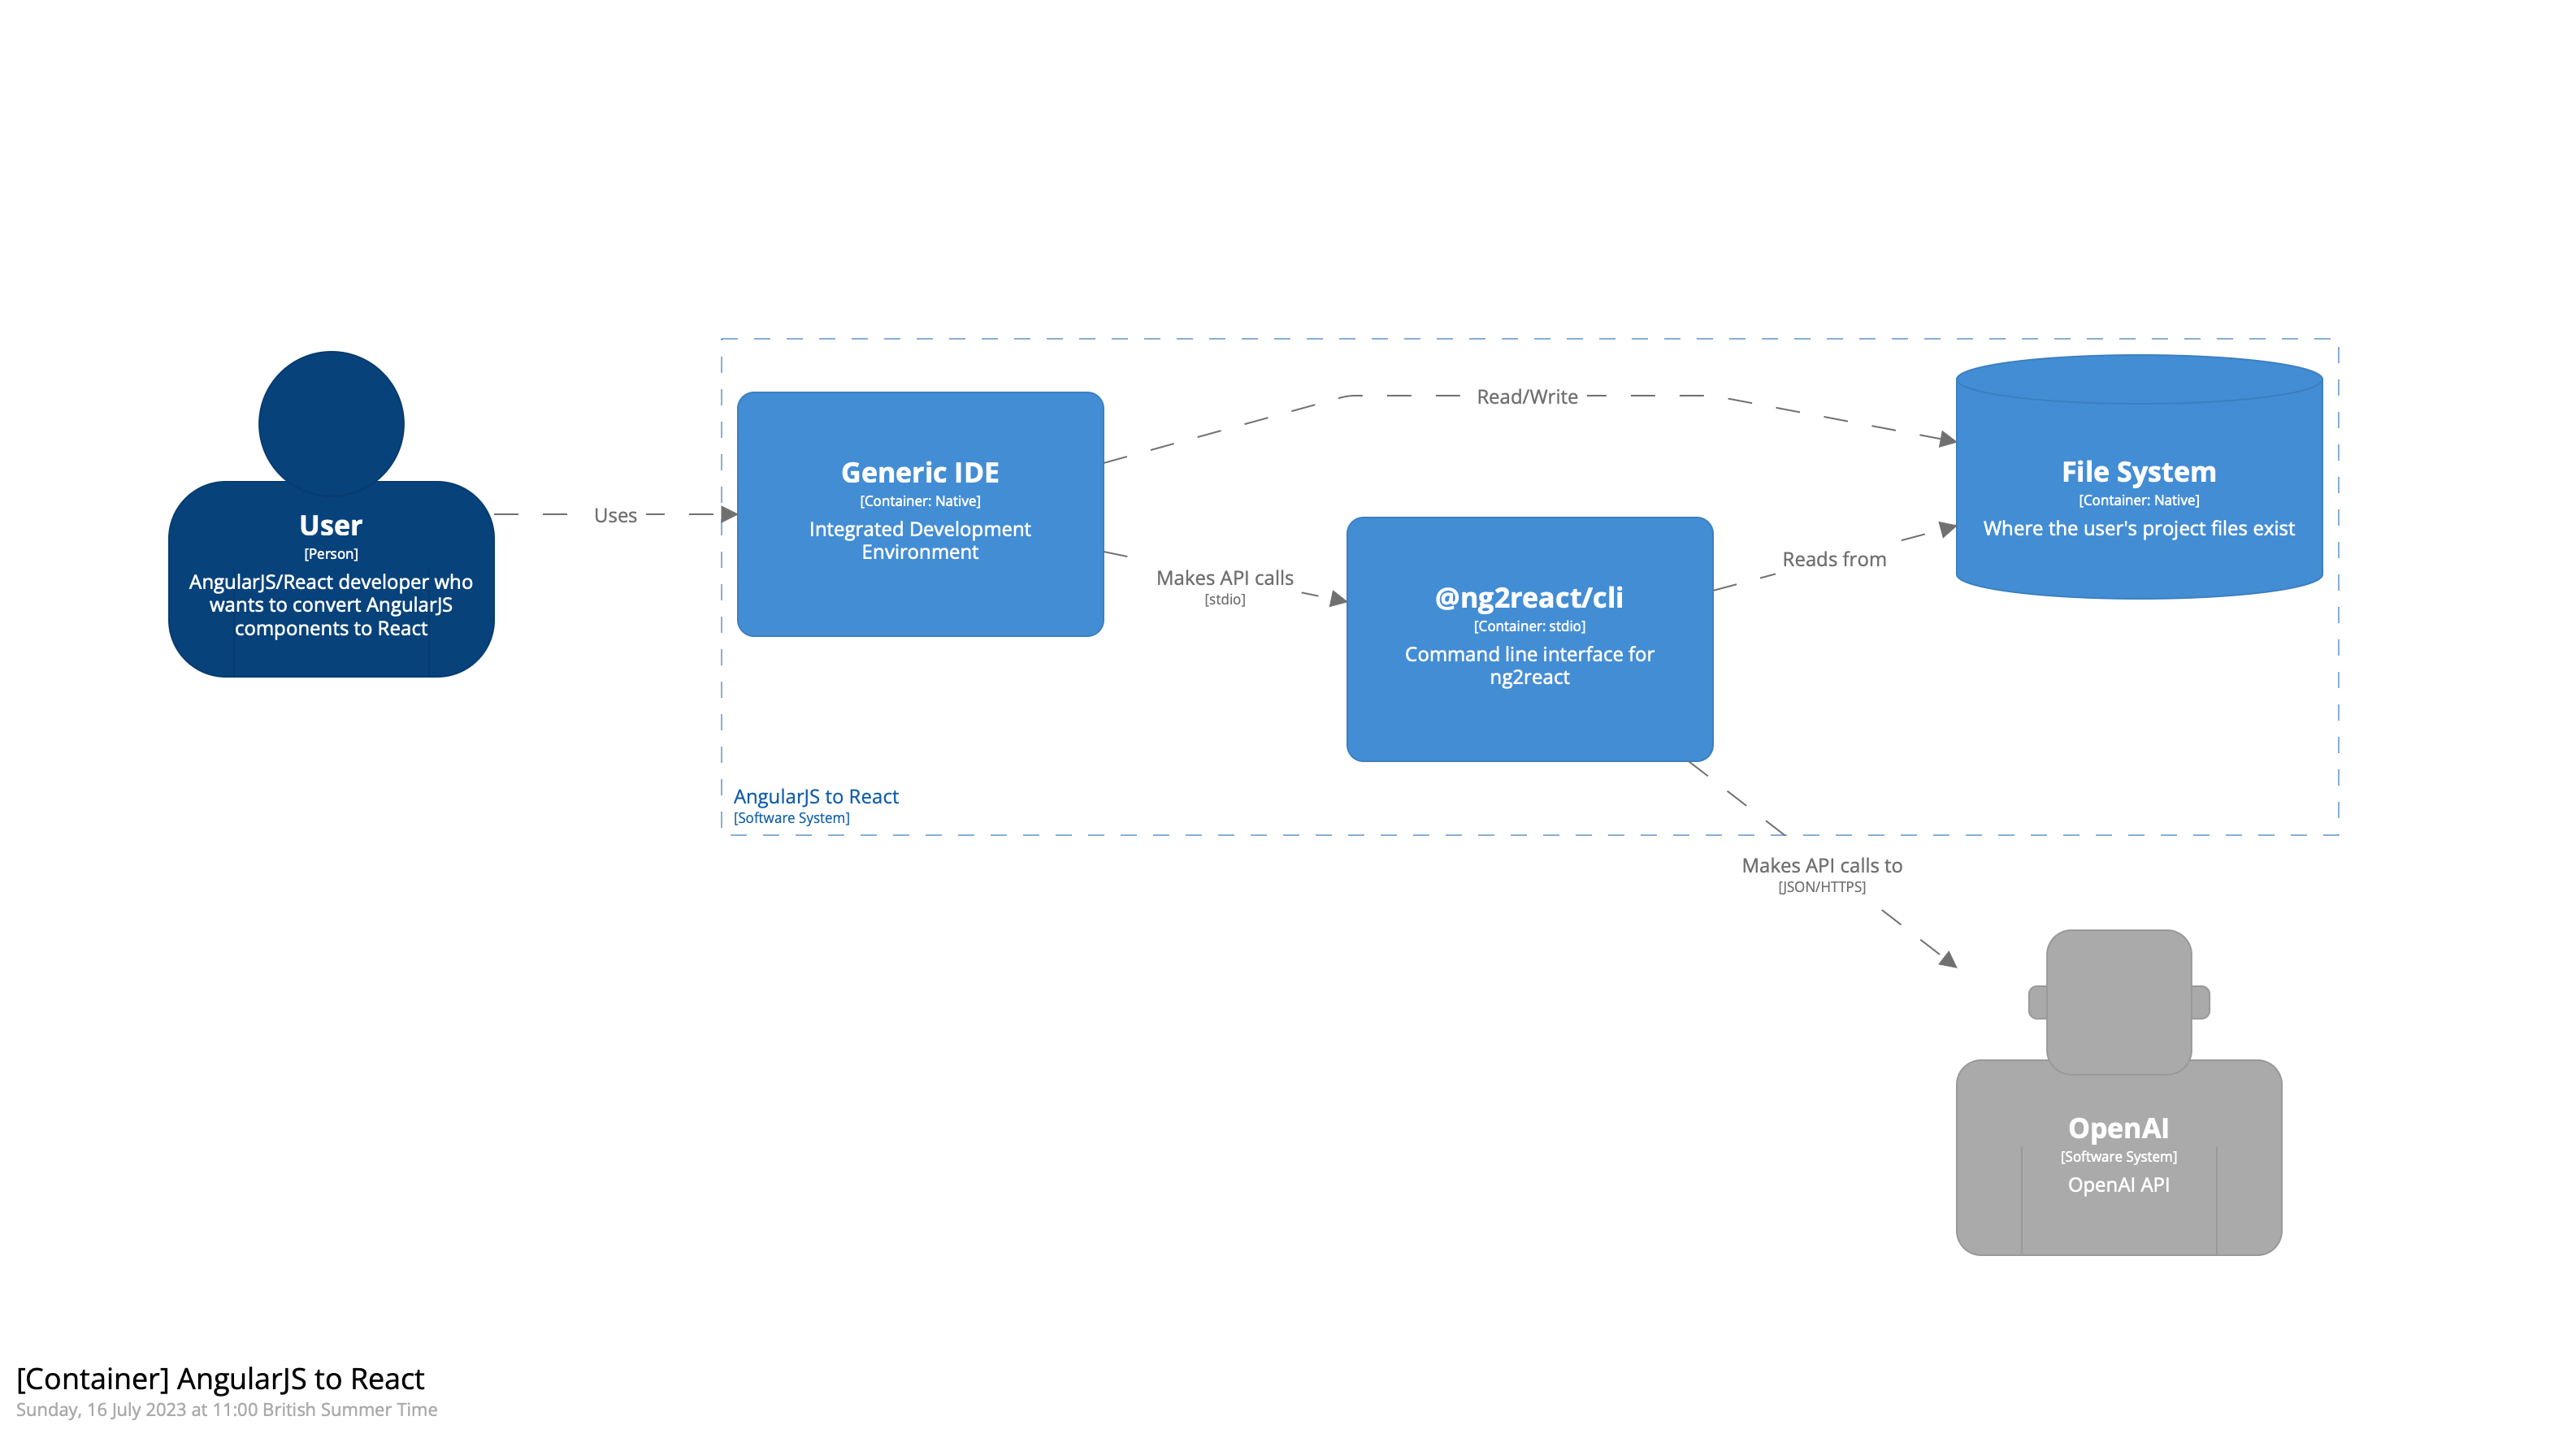 User
[Person]
AngularJS/React developer who
wants to convert AngularJS
components to React
Uses
Generic IDE
[Container: Native]
Integrated Development
Environment
Read/Write
Makes API calls
[stdio]
@ng2react/cli
[Container: stdio]
Command line interface for
ng2react
Reads from
File System
[Container: Native]
Where the user's project files exist
AngularJS to React
[Software System]
Makes API calls to
[JSON/HTTPS]
OpenAI
[Software System]
OpenAI API
[Container] AngularJS to React
Sunday, 16 July 2023 at 11:00 British Summer Time